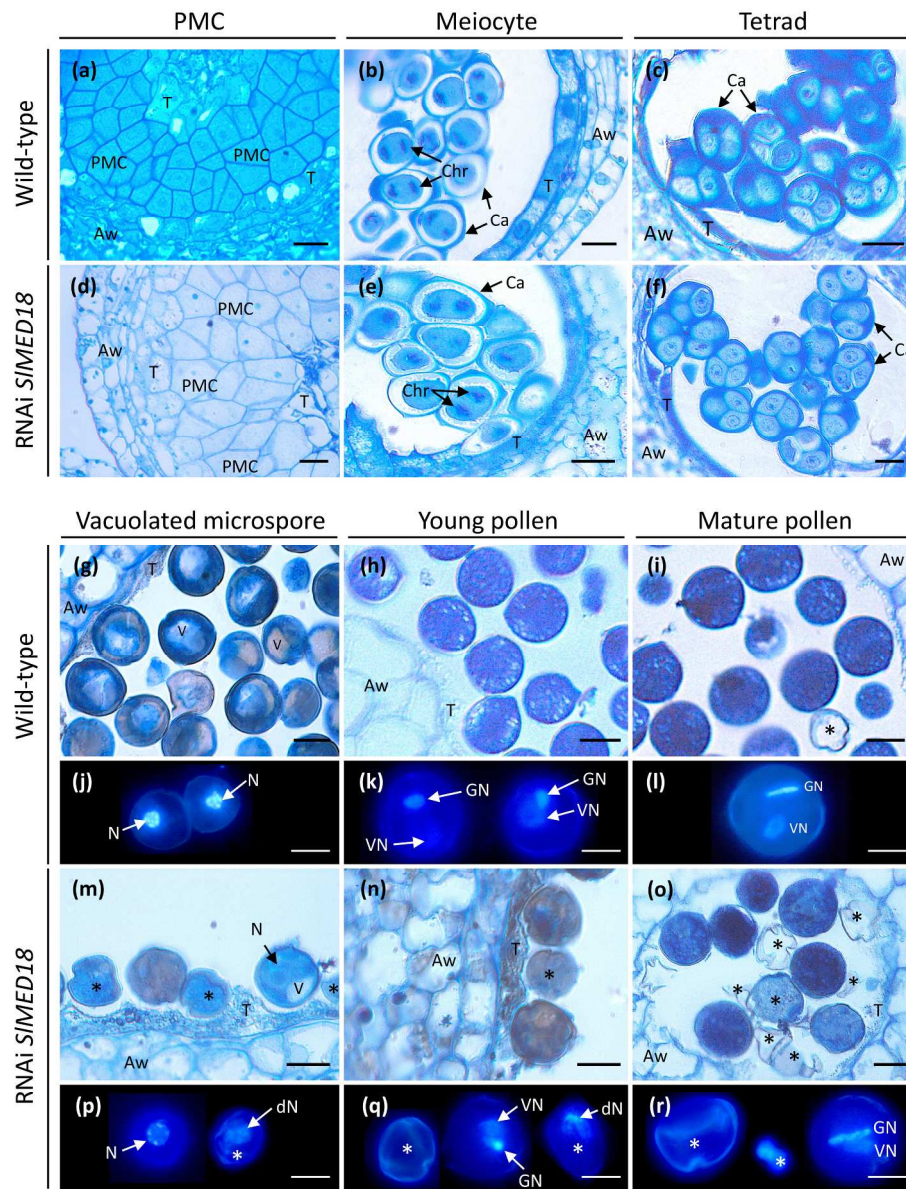 PMC Meiocyte Tetrad
Wild-type
(a) T PMC PMC T Aw
(b) Aw Chr T Ca
(c) Ca T Aw
RNAi SlMED18
(d) PMC Aw T PMC T PMC
(e) Ca Chr T Aw
(f) Ca T Aw
Vacuolated microspore Young pollen Mature pollen
Wild-type
(g) T Aw V V
(h) Aw T
(i) Aw *
(j) N N
(k) GN GN VN VN
(l) GN VN
RNAi SlMED18
(m) N V * * * T Aw
(n) T Aw *
(o) * * * * * * * T Aw
(p) dN N *
(q) VN dN * * GN
(r) GN * VN *